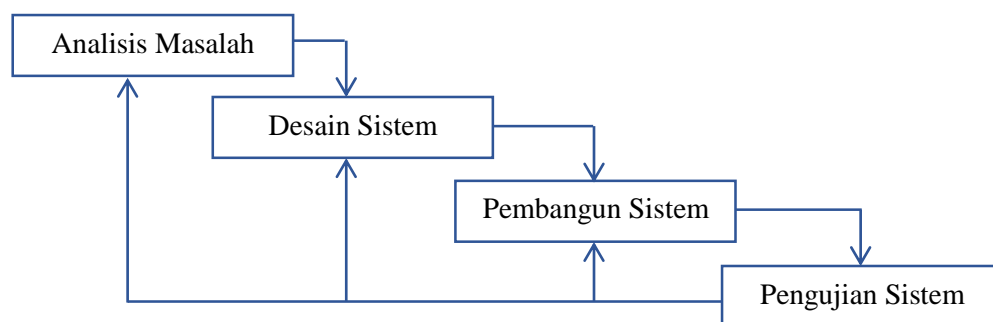 Analisis Masalah
Desain Sistem
Pembangun Sistem
Pengujian Sistem